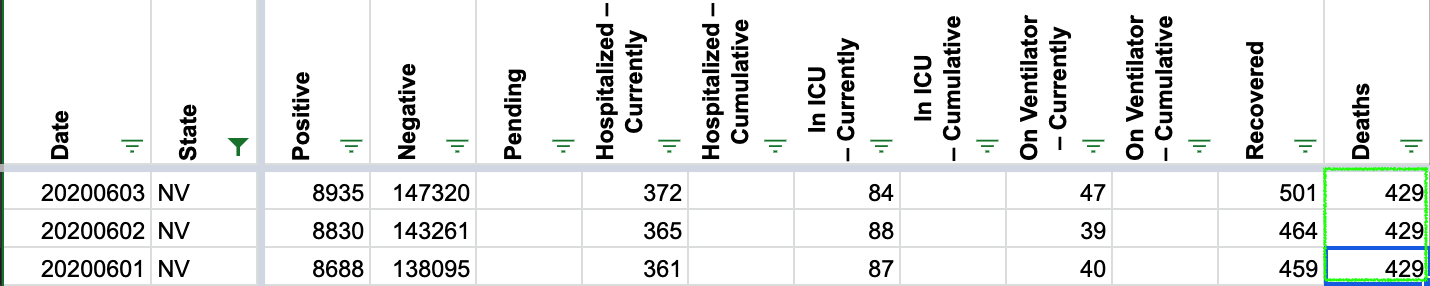 Date State Positive Negative Pending Hospitalized – Currently Hospitalized – Cumulative In ICU – Currently In ICU – Cumulative On Ventilator – Currently On Ventilator – Cumulative Recovered Deaths
20200603 NV 8935 147320 372 84 47 501 429
20200602 NV 8830 143261 365 88 39 464 429
20200601 NV 8688 138095 361 87 40 459 429